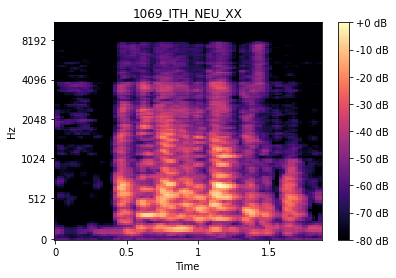 1069_ITH_NEU_XX
+0 dB
8192
-10 dB
4096
-20 dB
-30 dB
2048
Hz
-40 dB
1024
-50 dB
512
-60 dB
-70 dB
0
-80 dB
0
0.5
1
1.5
Time